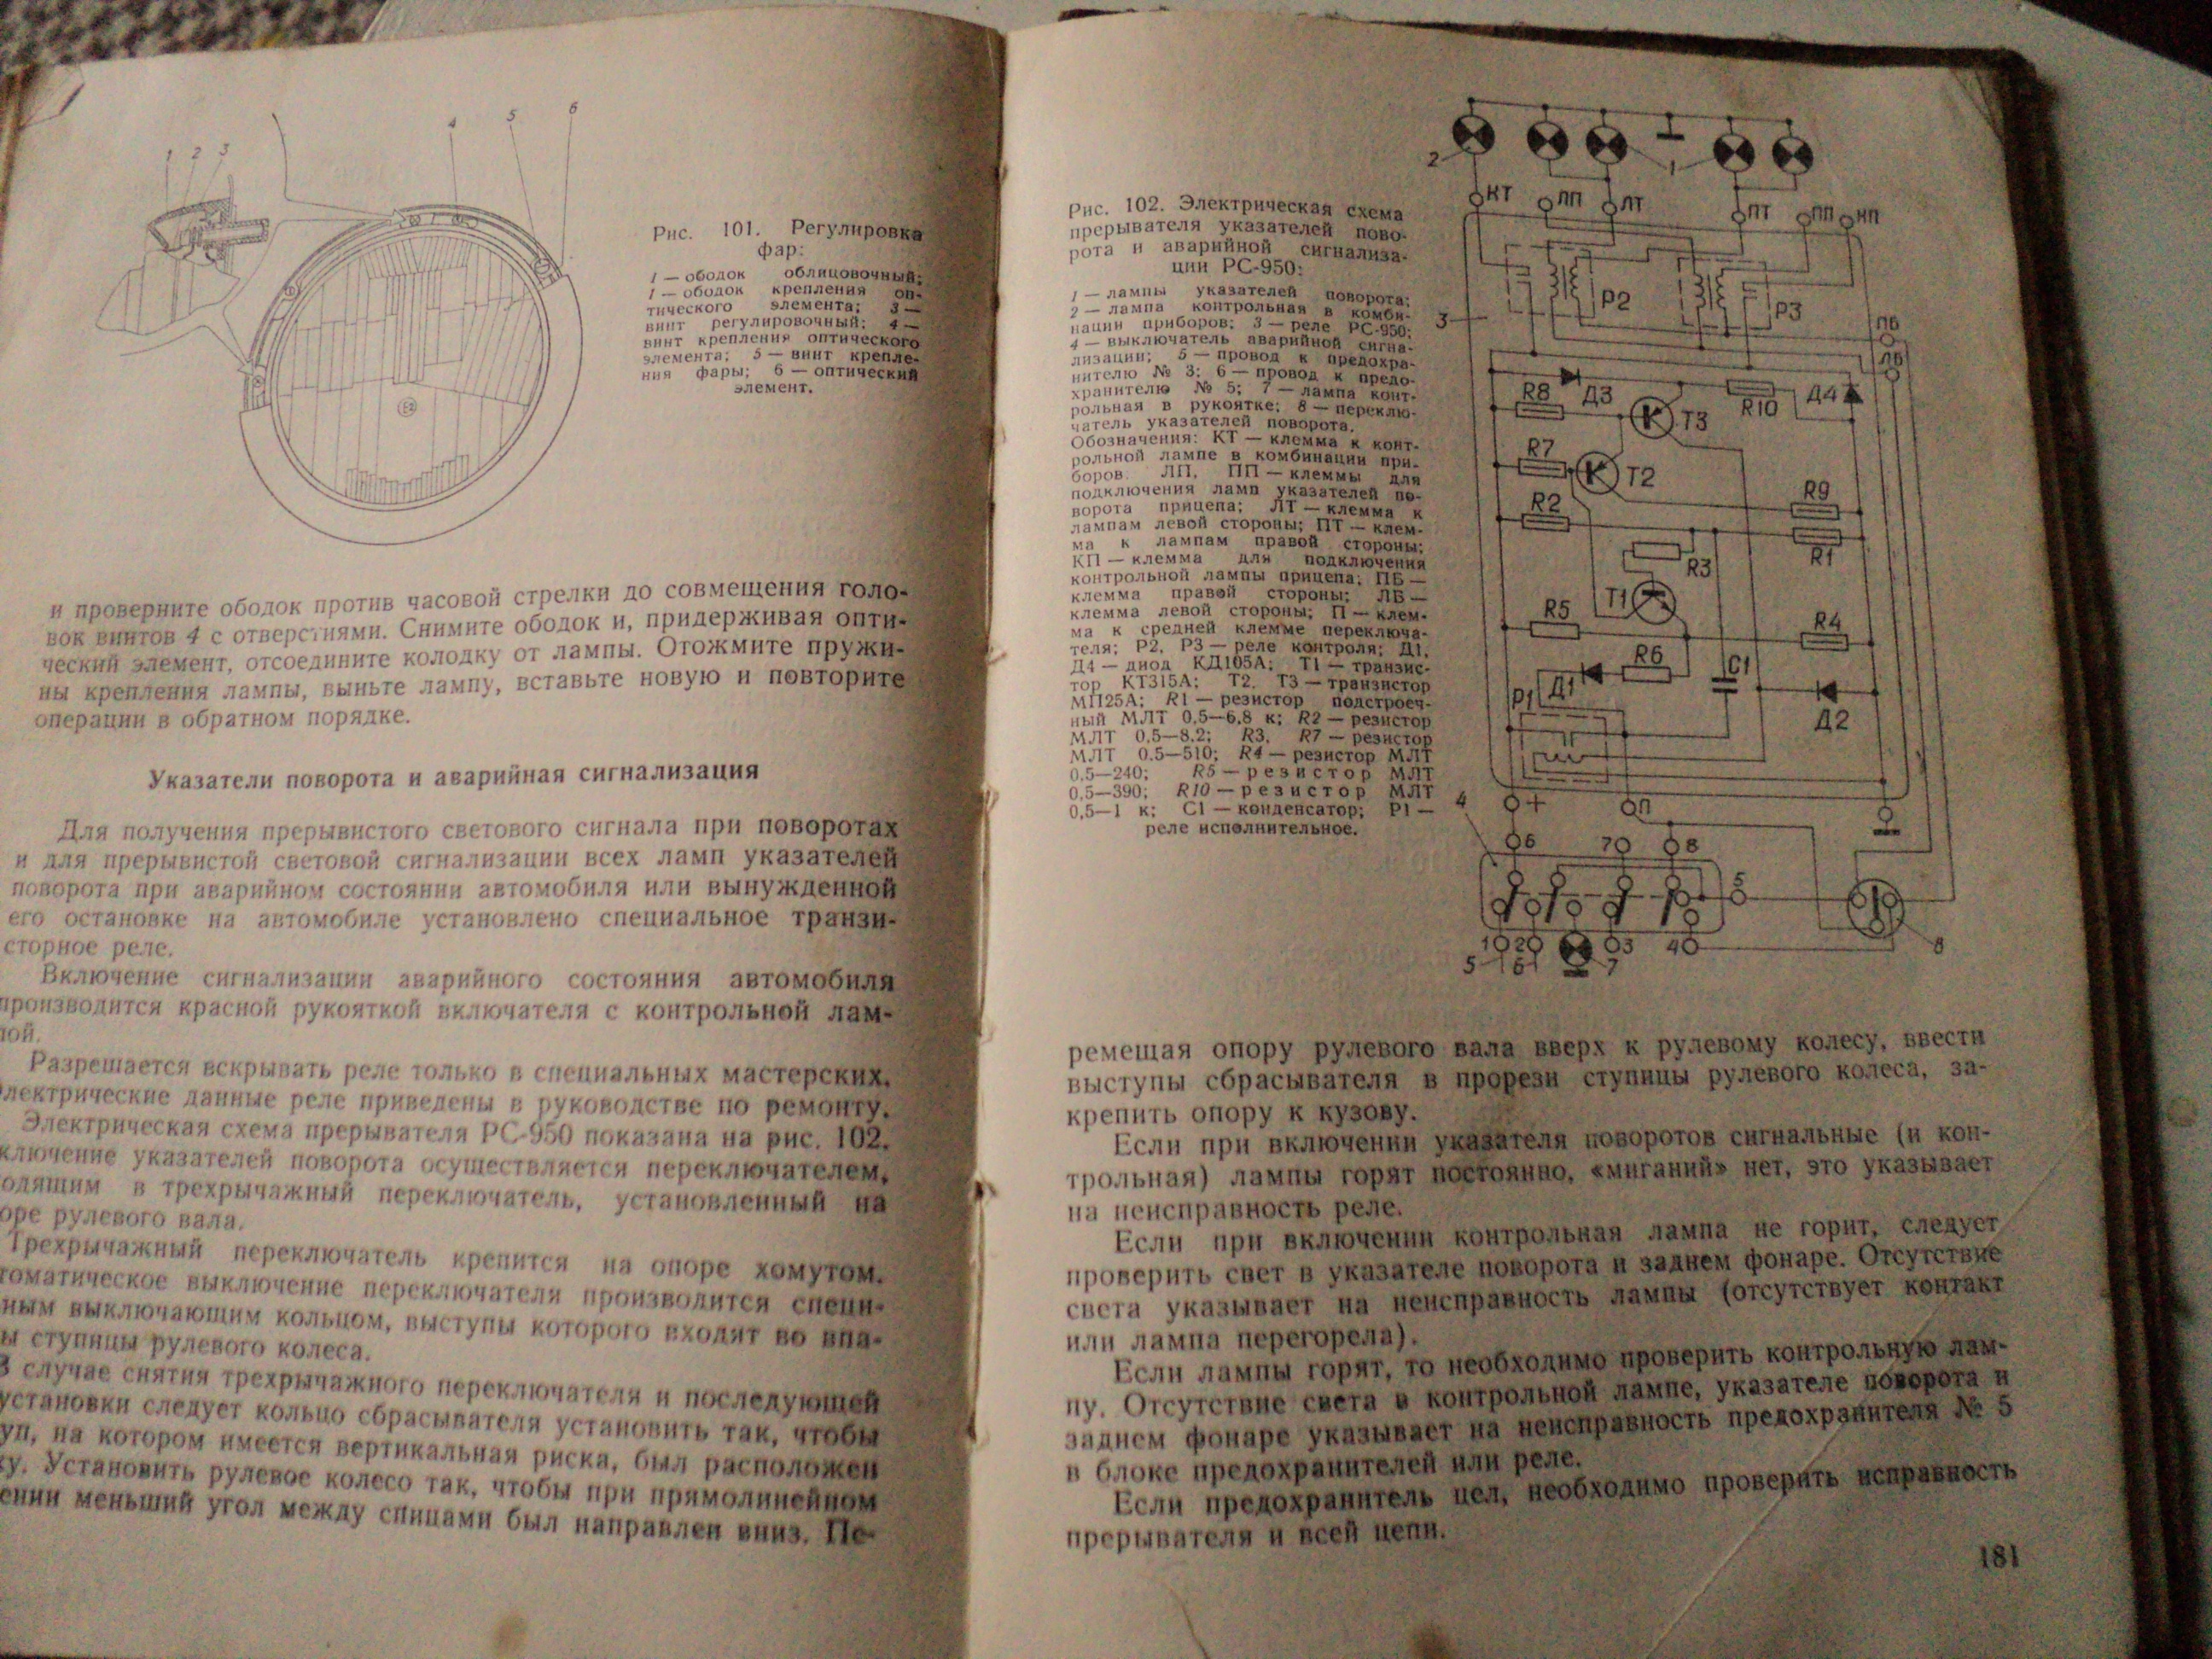 1 2 3 4 5 6
Рис. 101. Регулировка
фар:
1 — ободок облицовочный;
1 — ободок крепления оп-
тического элемента; 3 —
винт регулировочный; 4 —
винт крепления оптического
элемента; 5 — винт крепле-
ния фары; 6 — оптический
элемент.
и проверните ободок против часовой стрелки до совмещения голо-
вок винтов 4 с отверстиями. Снимите ободок и, придерживая опти-
ческий элемент, отсоедините колодку от лампы. Отожмите пружи-
ны крепления лампы, выньте лампу, вставьте новую и повторите
операции в обратном порядке.
Указатели поворота и аварийная сигнализация
Для получения прерывистого светового сигнала при поворотах
и для прерывистой световой сигнализации всех ламп указателей
поворота при аварийном состоянии автомобиля или вынужденной
его остановке на автомобиле установлено специальное транзи-
сторное реле.
Включение сигнализации аварийного состояния автомобиля
производится красной рукояткой включателя с контрольной лам-
пой.
Разрешается вскрывать реле только в специальных мастерских.
лектрические данные реле приведены в руководстве по ремонту.
Электрическая схема прерывателя РС-950 показана на рис. 102.
ключение указателей поворота осуществляется переключателем,
одящим в трехрычажный переключатель, установленный на
оре рулевого вала.
Трехрычажный переключатель крепится на опоре хомутом.
томатическое выключение переключателя производится специ-
ным выключающим кольцом, выступы которого входят во впа-
ы ступицы рулевого колеса.
В случае снятия трехрычажного переключателя и последующей
установки следует кольцо сбрасывателя установить так, чтобы
уп, на котором имеется вертикальная риска, был расположен
у. Установить рулевое колесо так, чтобы при прямолинейном
ении меньший угол между спицами был направлен вниз. Пе-
Рис. 102. Электрическая схема
прерывателя указателей пово-
рота и аварийной сигнализа-
ции РС-950:
1 — лампы указателей поворота;
2 — лампа контрольная в комби-
нации приборов; 3 — реле РС-950;
4 — выключатель аварийной сигна-
лизации; 5 — провод к предохра-
нителю № 3; 6 — провод к предо-
хранителю № 5; 7 — лампа конт-
рольная в рукоятке; 8 — переклю-
чатель указателей поворота.
Обозначения: КТ — клемма к конт-
рольной лампе в комбинации при-
боров. ЛП, ПП — клеммы для
подключения ламп указателей по-
ворота прицепа; ЛТ — клемма к
лампам левой стороны; ПТ — клем-
ма к лампам правой стороны;
КП — клемма для подключения
контрольной лампы прицепа; ПБ —
клемма правой стороны; ЛБ —
клемма левой стороны; П — клем-
ма к средней клемме переключа-
теля; Р2, Р3 — реле контроля; Д1,
Д4 — диод КД105А; Т1 — транзис-
тор КТ315А; Т2, Т3 — транзистор
МП25А; R1 — резистор подстроеч-
ный МЛТ 0,5—6,8 к; R2 — резистор
МЛТ 0,5—8,2; R3, R7 — резистор
МЛТ 0,5—510; R4 — резистор МЛТ
0,5—240; R5 — резистор МЛТ
0,5—390; R10 — резистор МЛТ
0,5—1 к; С1 — конденсатор; Р1 —
реле исполнительное.
2 1
КТ ПП ЛТ ПТ ЛП КП
3 Р2 Р3
ПБ
ЛБ
R8 Д3 Т3 R10 Д4
R7 Т2
R2 R9
R3 R1
R5 Т1 R4
Р1 Д1 R6 С1 Д2
4 + П
6 7 8
5
8
ремещая опору рулевого вала вверх к рулевому колесу, ввести
выступы сбрасывателя в прорези ступицы рулевого колеса, за-
крепить опору к кузову.
Если при включении указателя поворотов сигнальные (и кон-
трольная) лампы горят постоянно, «миганий» нет, это указывает
на неисправность реле.
Если при включении контрольная лампа не горит, следует
проверить свет в указателе поворота и заднем фонаре. Отсутствие
света указывает на неисправность лампы (отсутствует контакт
или лампа перегорела).
Если лампы горят, то необходимо проверить контрольную лам-
пу. Отсутствие света в контрольной лампе, указателе поворота и
заднем фонаре указывает на неисправность предохранителя № 5
в блоке предохранителей или реле.
Если предохранитель цел, необходимо проверить исправность
прерывателя и всей цепи.
181